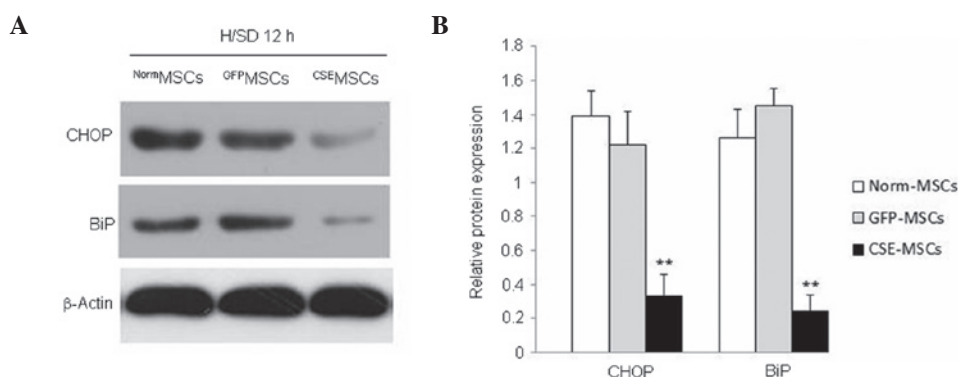 A
H/SD 12 h
NormMSCs GFPMSCs CSEMSCs
CHOP
BiP
β-Actin
B
Relative protein expression
1.8
1.6
1.4
1.2
1
0.8
0.6
0.4
0.2
0
**
**
CHOP BiP
Norm-MSCs
GFP-MSCs
CSE-MSCs